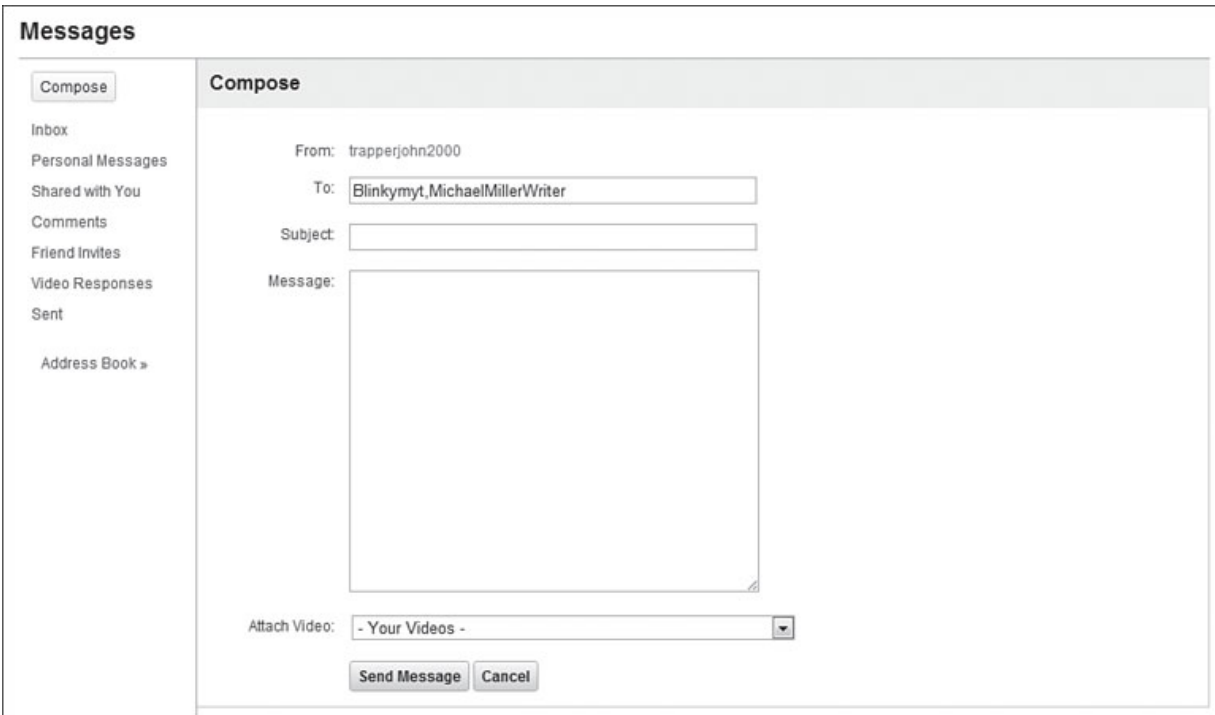 Messages
Compose
Inbox
Personal Messages
Shared with You
Comments
Friend Invites
Video Responses
Sent
Address Book »
Compose
From: trapperjohn2000
To: Blinkymyt,MichaelMillerWriter
Subject:
Message:
Attach Video: - Your Videos -
Send Message Cancel